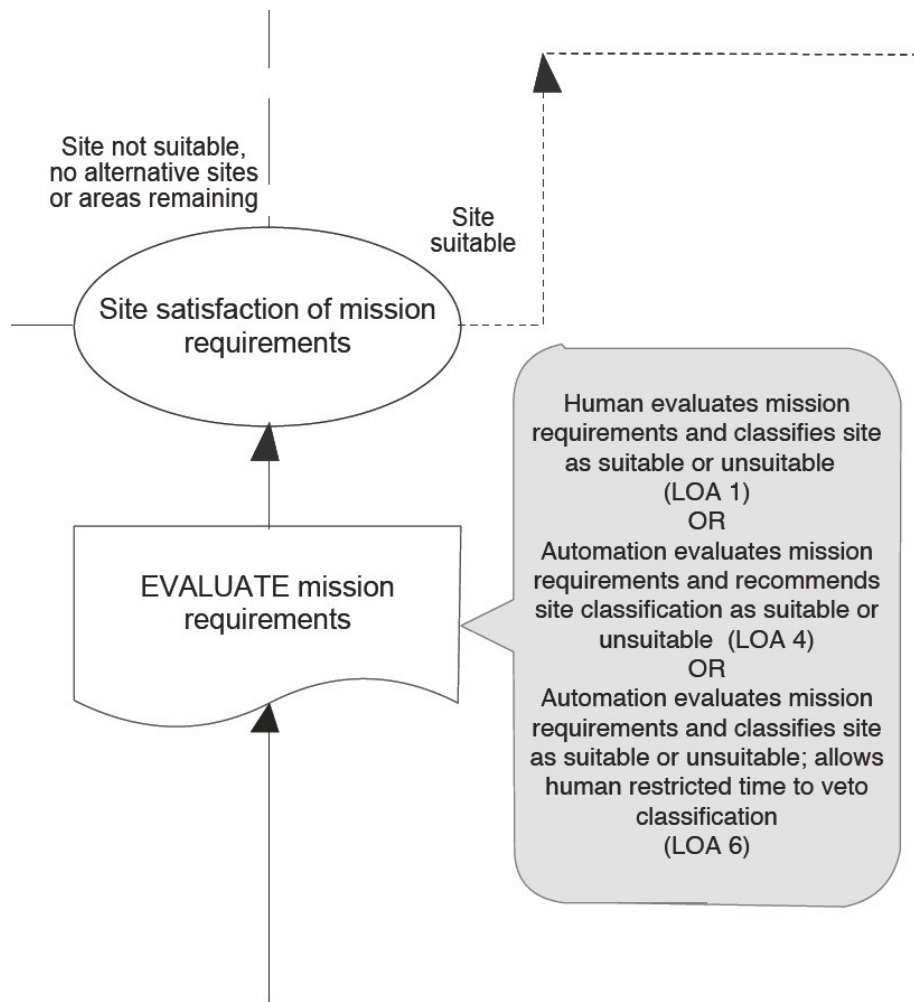 Site not suitable,
no alternative sites
or areas remaining
Site
suitable
Site satisfaction of mission
requirements
EVALUATE mission
requirements
Human evaluates mission
requirements and classifies site
as suitable or unsuitable
(LOA 1)
OR
Automation evaluates mission
requirements and recommends
site classification as suitable or
unsuitable (LOA 4)
OR
Automation evaluates mission
requirements and classifies site
as suitable or unsuitable; allows
human restricted time to veto
classification
(LOA 6)